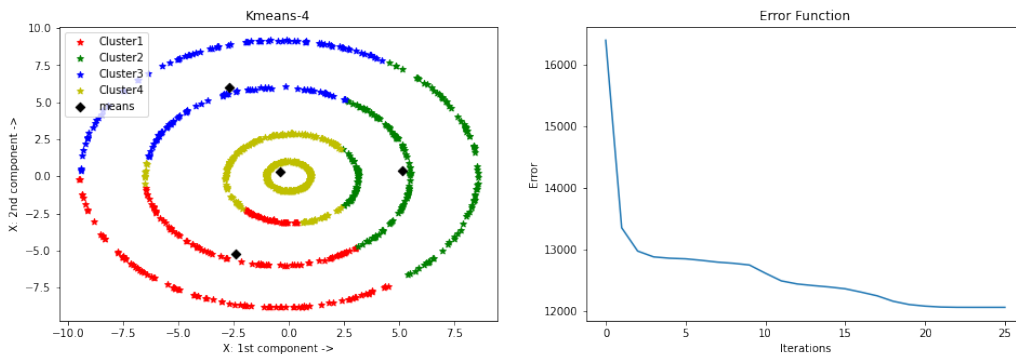 Kmeans-4
10.0
7.5
5.0
2.5
0.0
−2.5
−5.0
−7.5
X: 2nd component ->
Cluster1
Cluster2
Cluster3
Cluster4
means
−10.0 −7.5 −5.0 −2.5 0.0 2.5 5.0 7.5
X: 1st component ->
Error Function
16000
15000
14000
13000
12000
Error
0 5 10 15 20 25
Iterations